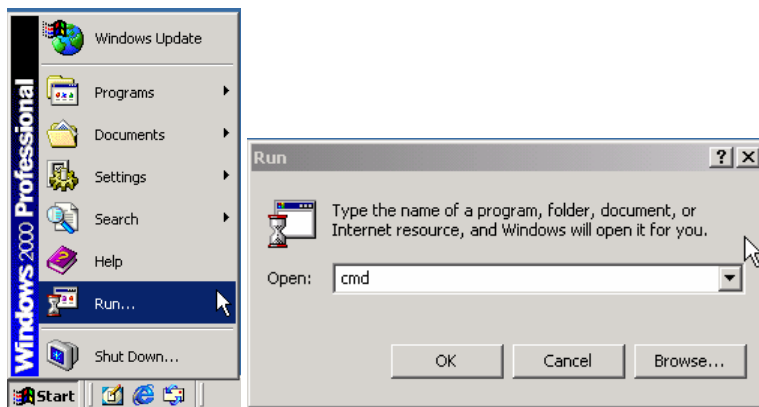 Windows 2000 Professional
Windows Update
Programs
Documents
Settings
Search
Help
Run...
Shut Down...
Start
Run
Type the name of a program, folder, document, or
Internet resource, and Windows will open it for you.
Open: cmd
OK Cancel Browse...